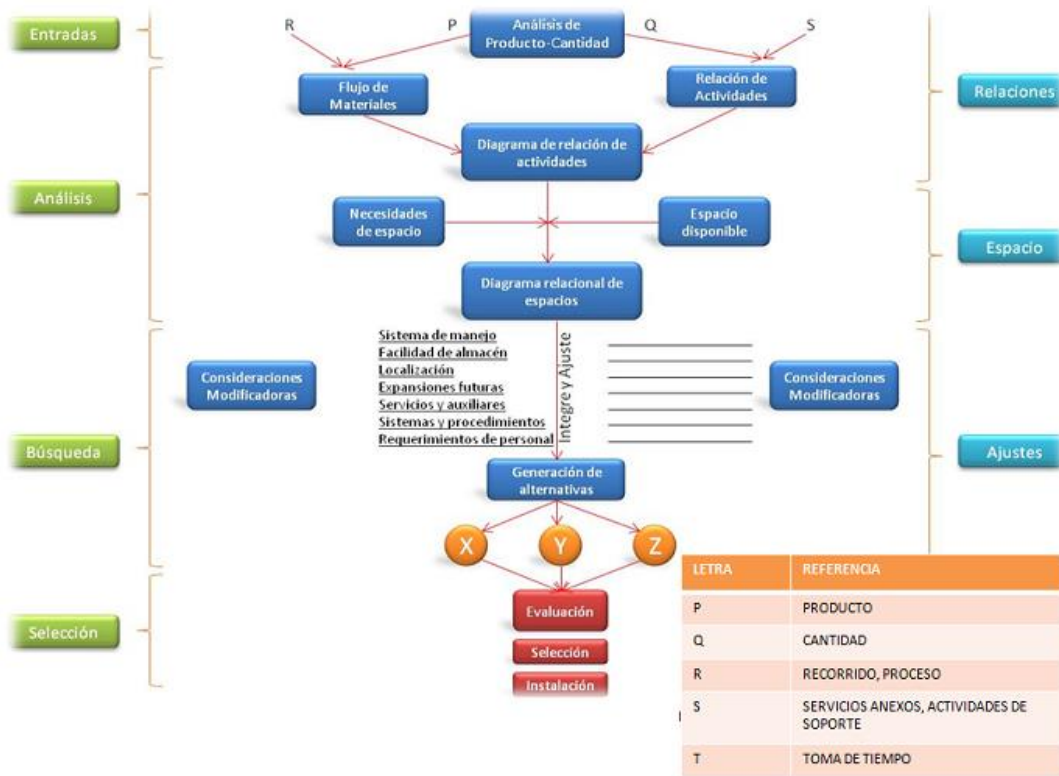 Entradas
R
P
Análisis de
Producto-Cantidad
Q
S
Flujo de
Materiales
Relación de
Actividades
Relaciones
Diagrama de relación de
actividades
Análisis
Necesidades
de espacio
Espacio
disponible
Espacio
Diagrama relacional de
espacios
Sistema de manejo
Facilidad de almacén
Localización
Expansiones futuras
Servicios y auxiliares
Sistemas y procedimientos
Requerimientos de personal
Integre y Ajuste
Consideraciones
Modificadoras
Consideraciones
Modificadoras
Búsqueda
Ajustes
Generación de
alternativas
X
Y
Z
Evaluación
Selección
Selección
Instalación
LETRA REFERENCIA
P PRODUCTO
Q CANTIDAD
R RECORRIDO, PROCESO
S SERVICIOS ANEXOS, ACTIVIDADES DE
SOPORTE
T TOMA DE TIEMPO